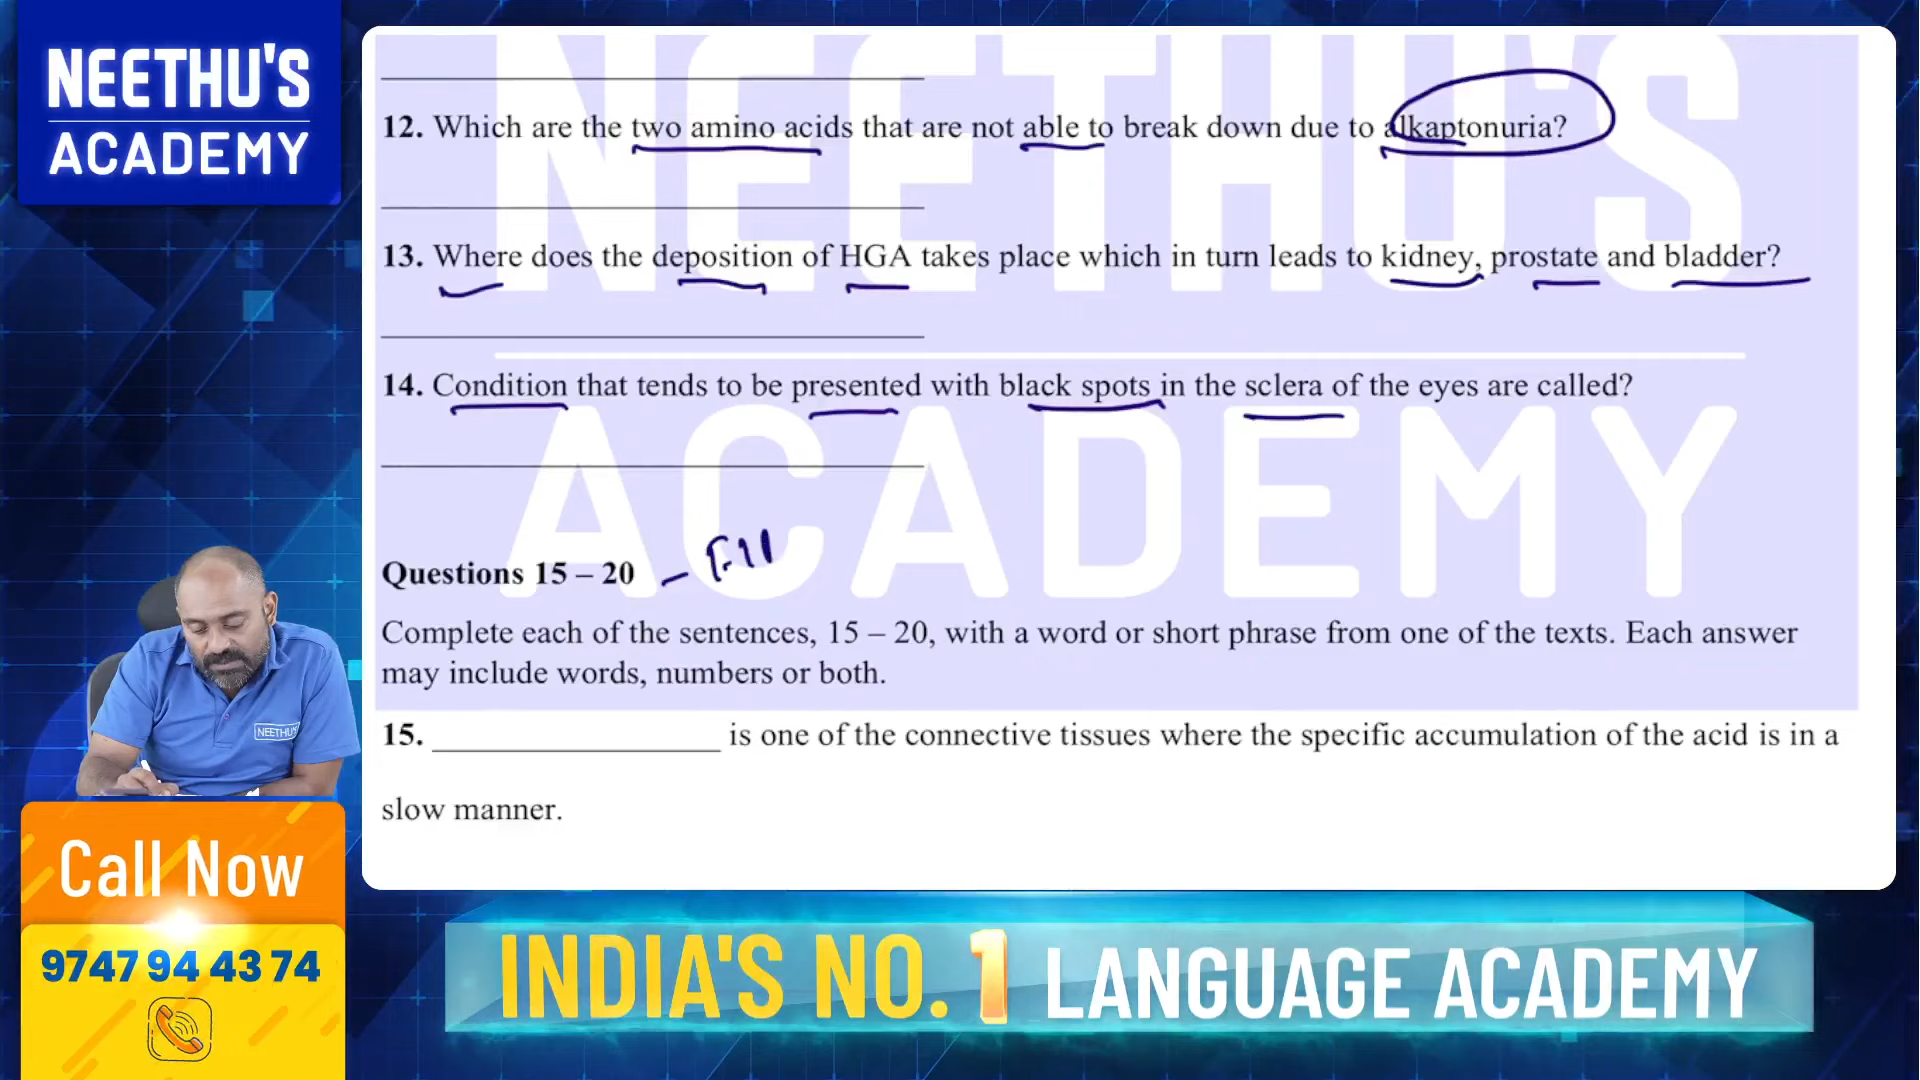 NEETHU'S
ACADEMY
12. Which are the two amino acids that are not able to break down due to alkaptonuria?
13. Where does the deposition of HGA takes place which in turn leads to kidney, prostate and bladder?
14. Condition that tends to be presented with black spots in the sclera of the eyes are called?
Questions 15 – 20 – Fill
Complete each of the sentences, 15 – 20, with a word or short phrase from one of the texts. Each answer
may include words, numbers or both.
15. ____________________ is one of the connective tissues where the specific accumulation of the acid is in a
slow manner.
NEETHU'S
ACADEMY
NEETHU'S
Call Now
9747 94 43 74
INDIA'S NO. 1 LANGUAGE ACADEMY